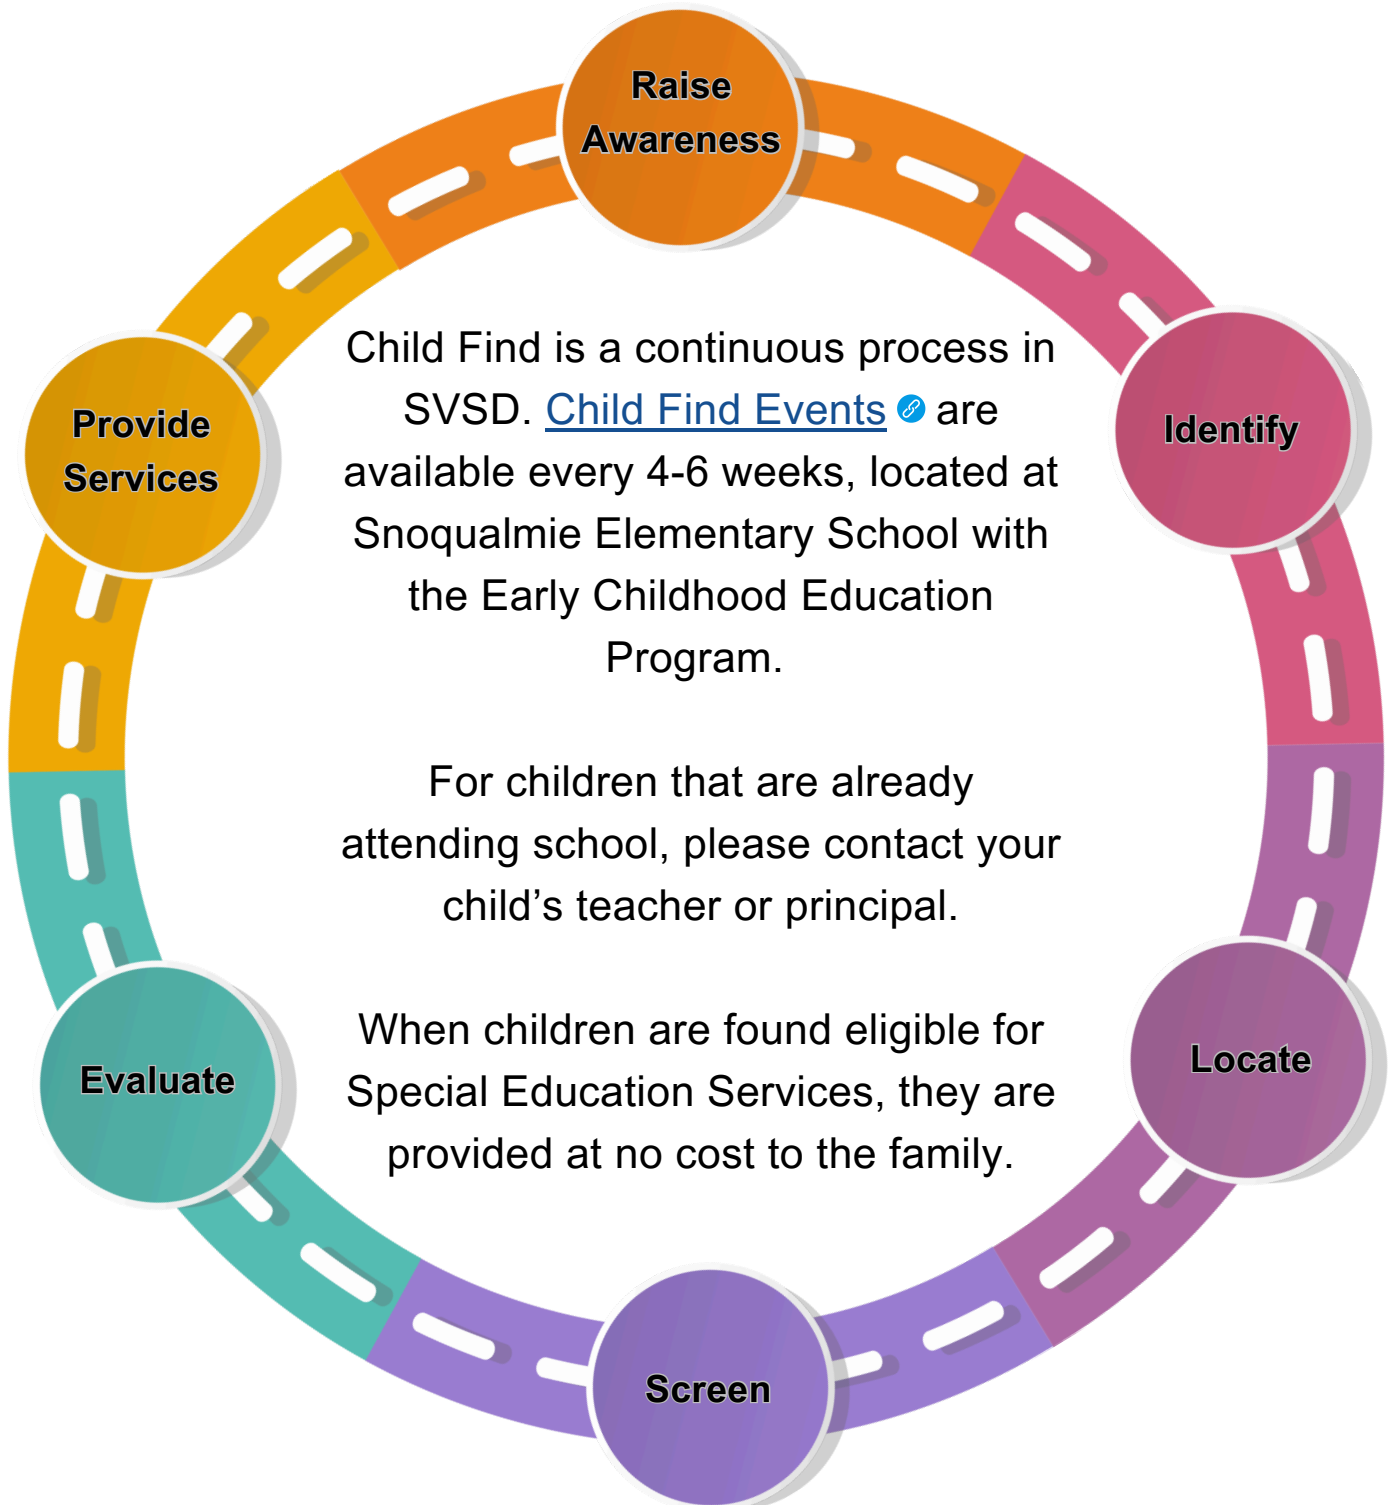 Raise
Awareness
Identify
Locate
Screen
Evaluate
Provide
Services
Child Find is a continuous process in
SVSD. Child Find Events are
available every 4-6 weeks, located at
Snoqualmie Elementary School with
the Early Childhood Education
Program.
For children that are already
attending school, please contact your
child’s teacher or principal.
When children are found eligible for
Special Education Services, they are
provided at no cost to the family.